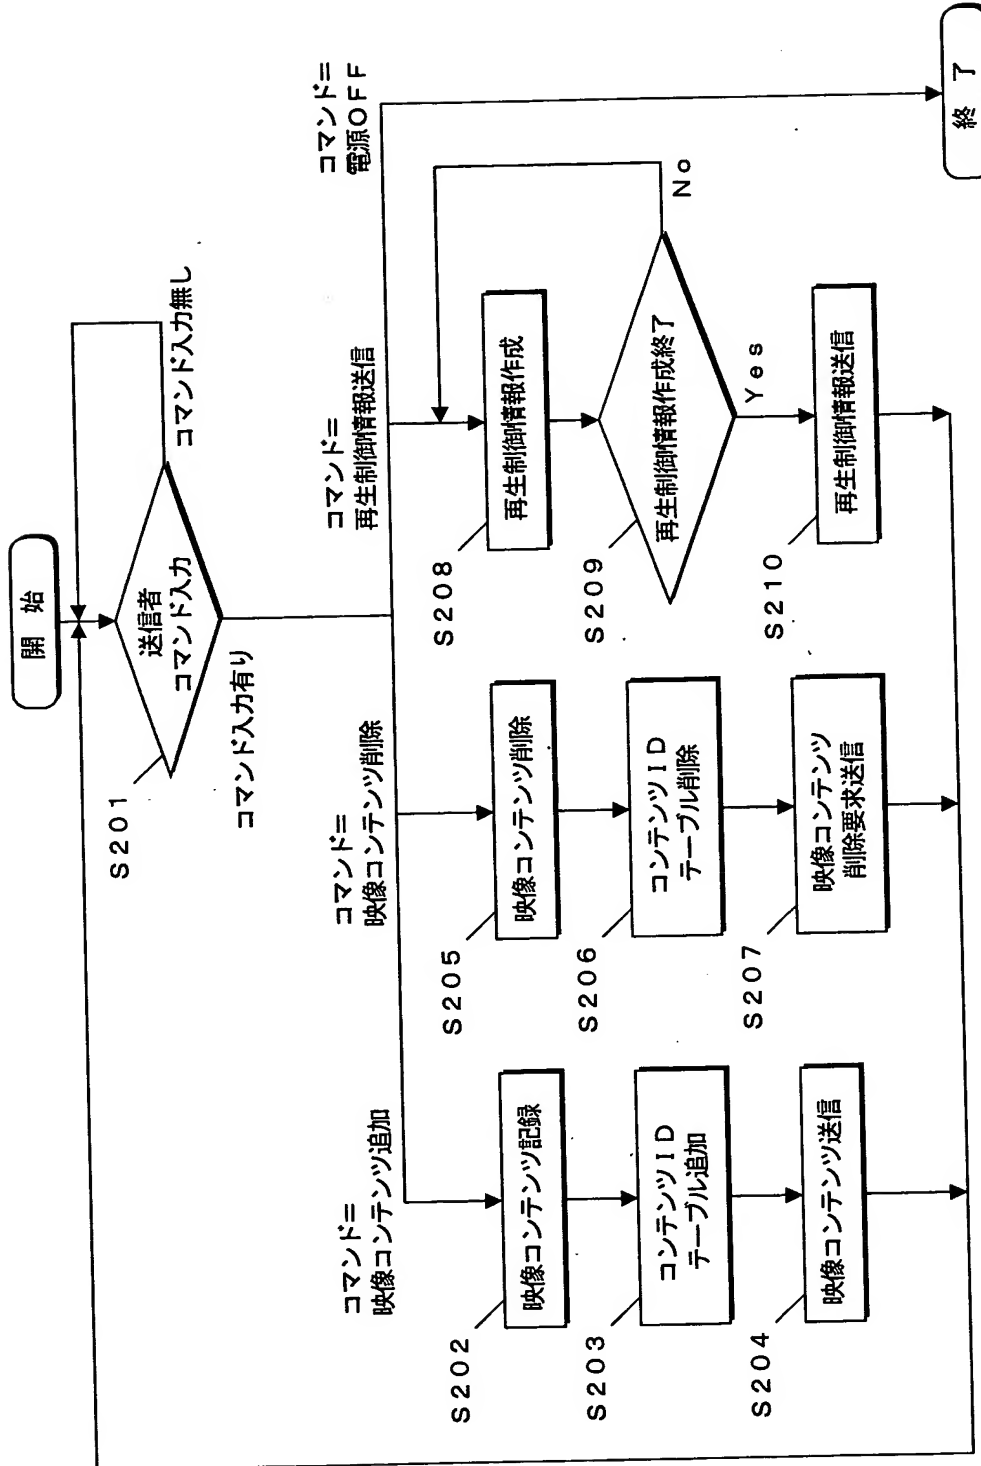 開　始
S２０１
送信者
コマンド入力
コマンド入力無し
コマンド入力有り
コマンド＝
映像コンテンツ追加
S２０２
映像コンテンツ記録
S２０３
コンテンツＩＤ
テーブル追加
S２０４
映像コンテンツ送信
コマンド＝
映像コンテンツ削除
S２０５
映像コンテンツ削除
S２０６
コンテンツＩＤ
テーブル削除
S２０７
映像コンテンツ
削除要求送信
コマンド＝
再生制御情報送信
S２０８
再生制御情報作成
S２０９
再生制御情報作成終了
No
Yes
S２１０
再生制御情報送信
コマンド＝
電源ＯＦＦ
終　了